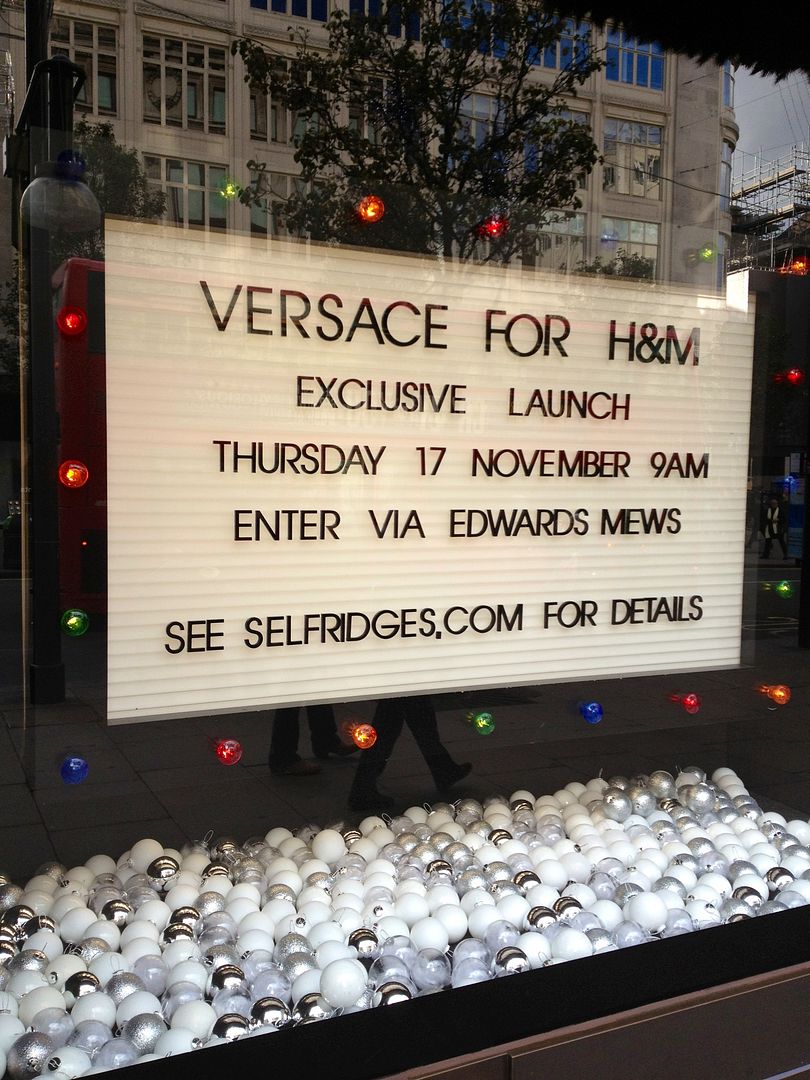 VERSACE FOR H&M
EXCLUSIVE LAUNCH
THURSDAY 17 NOVEMBER 9AM
ENTER VIA EDWARDS MEWS
SEE SELFRIDGES.COM FOR DETAILS